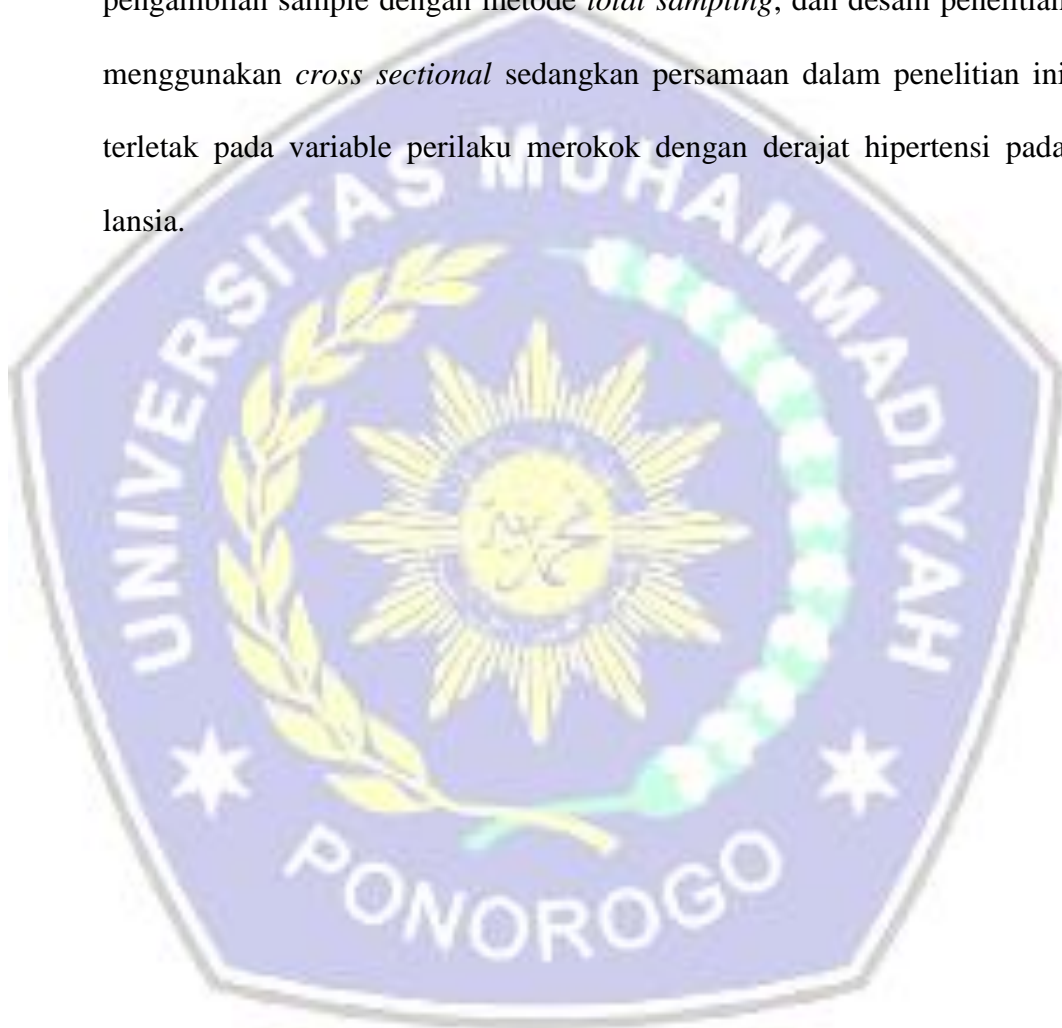 pengambilan sample dengan metode total sampling, dan desain penelitian
menggunakan cross sectional sedangkan persamaan dalam penelitian ini
terletak pada variable perilaku merokok dengan derajat hipertensi pada
lansia.
UNIVERSITAS MUHAMMADIYAH
PONOROGO